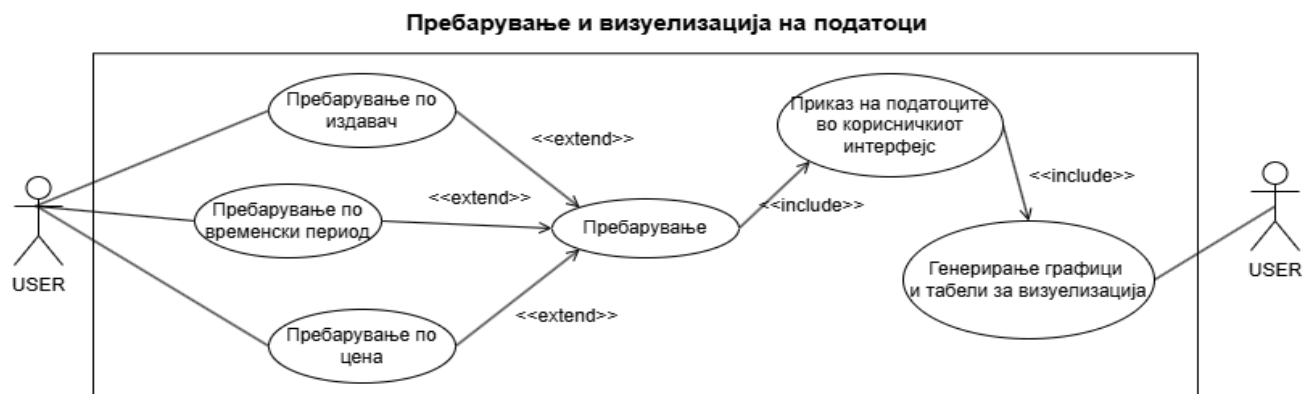 Пребарување и визуелизација на податоци
Пребарување по
издавач
<<extend>>
Приказ на податоците
во корисничкиот
интерфејс
<<include>>
USER
Пребарување по
временски период
<<extend>>
Пребарување
<<include>>
Генерирање графици
и табели за визуелизација
USER
Пребарување по
цена
<<extend>>